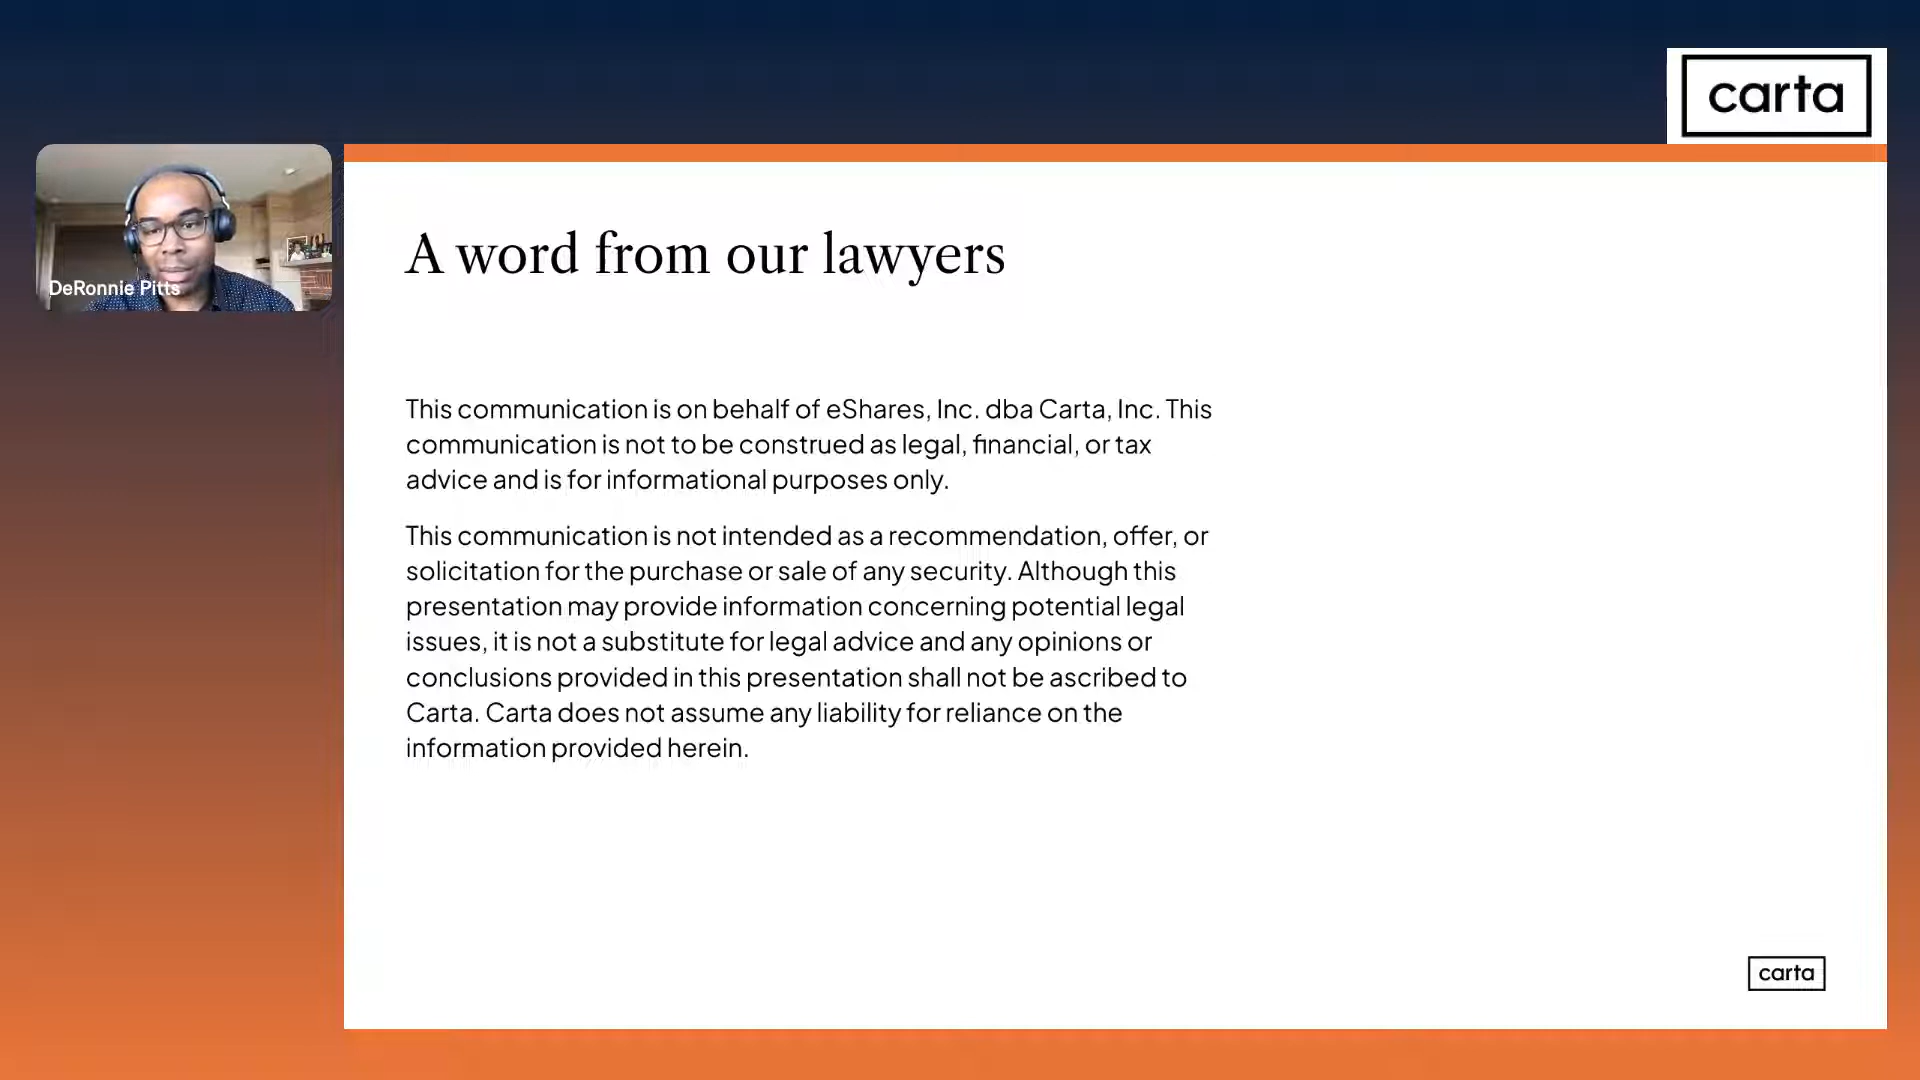 carta
DeRonnie Pitts
A word from our lawyers
This communication is on behalf of eShares, Inc. dba Carta, Inc. This
communication is not to be construed as legal, financial, or tax
advice and is for informational purposes only.
This communication is not intended as a recommendation, offer, or
solicitation for the purchase or sale of any security. Although this
presentation may provide information concerning potential legal
issues, it is not a substitute for legal advice and any opinions or
conclusions provided in this presentation shall not be ascribed to
Carta. Carta does not assume any liability for reliance on the
information provided herein.
carta